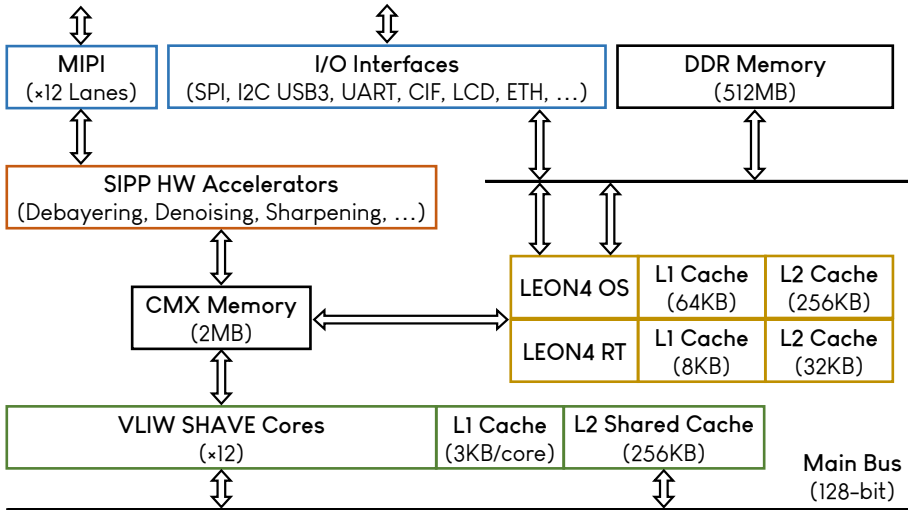 MIPI
(×12 Lanes)
I/O Interfaces
(SPI, I2C USB3, UART, CIF, LCD, ETH, ...)
DDR Memory
(512MB)
SIPP HW Accelerators
(Debayering, Denoising, Sharpening, ...)
CMX Memory
(2MB)
LEON4 OS
L1 Cache
(64KB)
L2 Cache
(256KB)
LEON4 RT
L1 Cache
(8KB)
L2 Cache
(32KB)
VLIW SHAVE Cores
(×12)
L1 Cache
(3KB/core)
L2 Shared Cache
(256KB)
Main Bus
(128-bit)